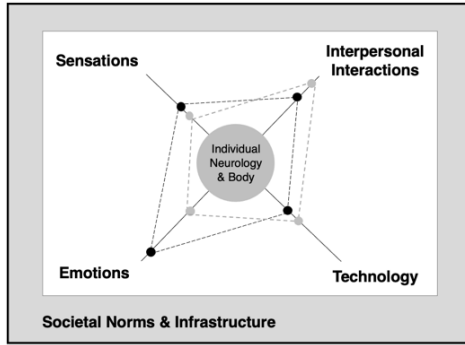 Sensations
Interpersonal
Interactions
Individual
Neurology
& Body
Emotions
Technology
Societal Norms & Infrastructure